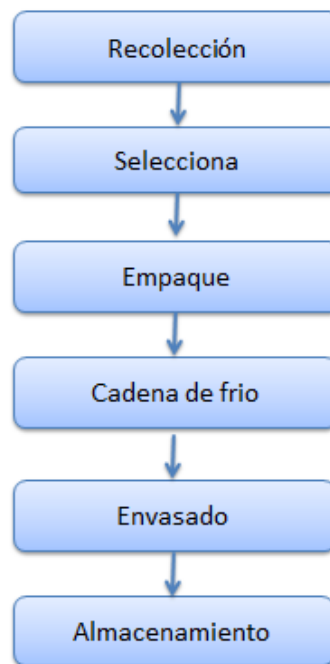 Recolección
Selecciona
Empaque
Cadena de frio
Envasado
Almacenamiento